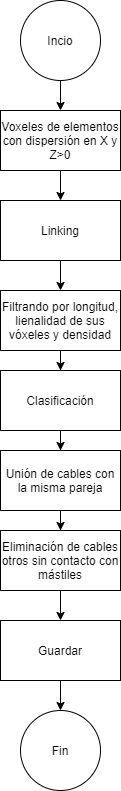 Incio
Voxeles de elementos
con dispersión en X y
Z>0
Linking
Filtrando por longitud,
lienalidad de sus
vóxeles y densidad
Clasificación
Unión de cables con
la misma pareja
Eliminación de cables
otros sin contacto con
mástiles
Guardar
Fin